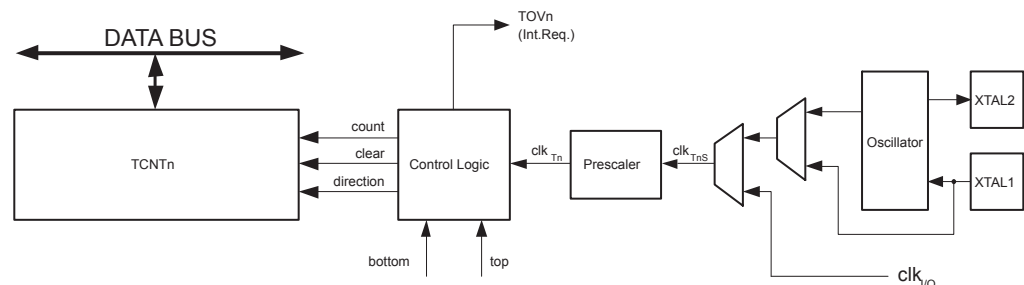 TOVn
(Int.Req.)
DATA BUS
TCNTn
count
clear
direction
Control Logic
clk Tn
Prescaler
clk TnS
Oscillator
XTAL2
XTAL1
bottom
top
clk I/O